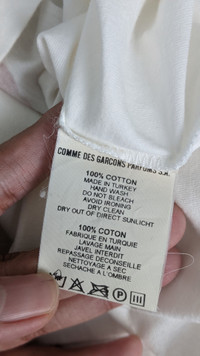 COMME DES GARCONS PARFUMS S.A.
100% COTTON
MADE IN TURKEY
HAND WASH
DO NOT BLEACH
AVOID IRONING
DRY CLEAN
DRY OUT OF DIRECT SUNLIGHT
100% COTON
FABRIQUE EN TURQUIE
LAVAGE MAIN
JAVEL INTERDIT
REPASSAGE DECONSEILLE
NETTOYAGE A SEC
SECHAGE A L'OMBRE
P